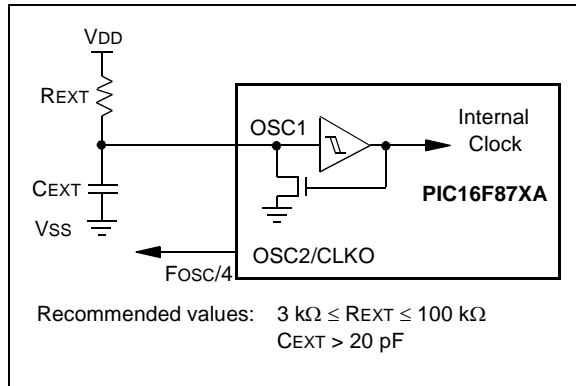 VDD
REXT
OSC1
Internal
Clock
CEXT
PIC16F87XA
VSS
OSC2/CLKO
FOSC/4
Recommended values: 3 kΩ ≤ REXT ≤ 100 kΩ
CEXT > 20 pF